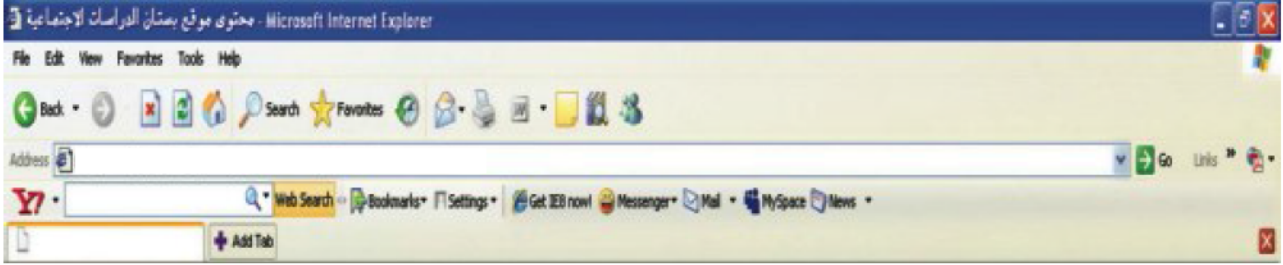 محتوى موقع بستان الدراسات الاجتماعية - Microsoft Internet Explorer
File Edit View Favorites Tools Help
Back Search Favorites
Address Go Links »
Y! Web Search Bookmarks Settings Get IE8 now! Messenger Mail MySpace News
Add Tab